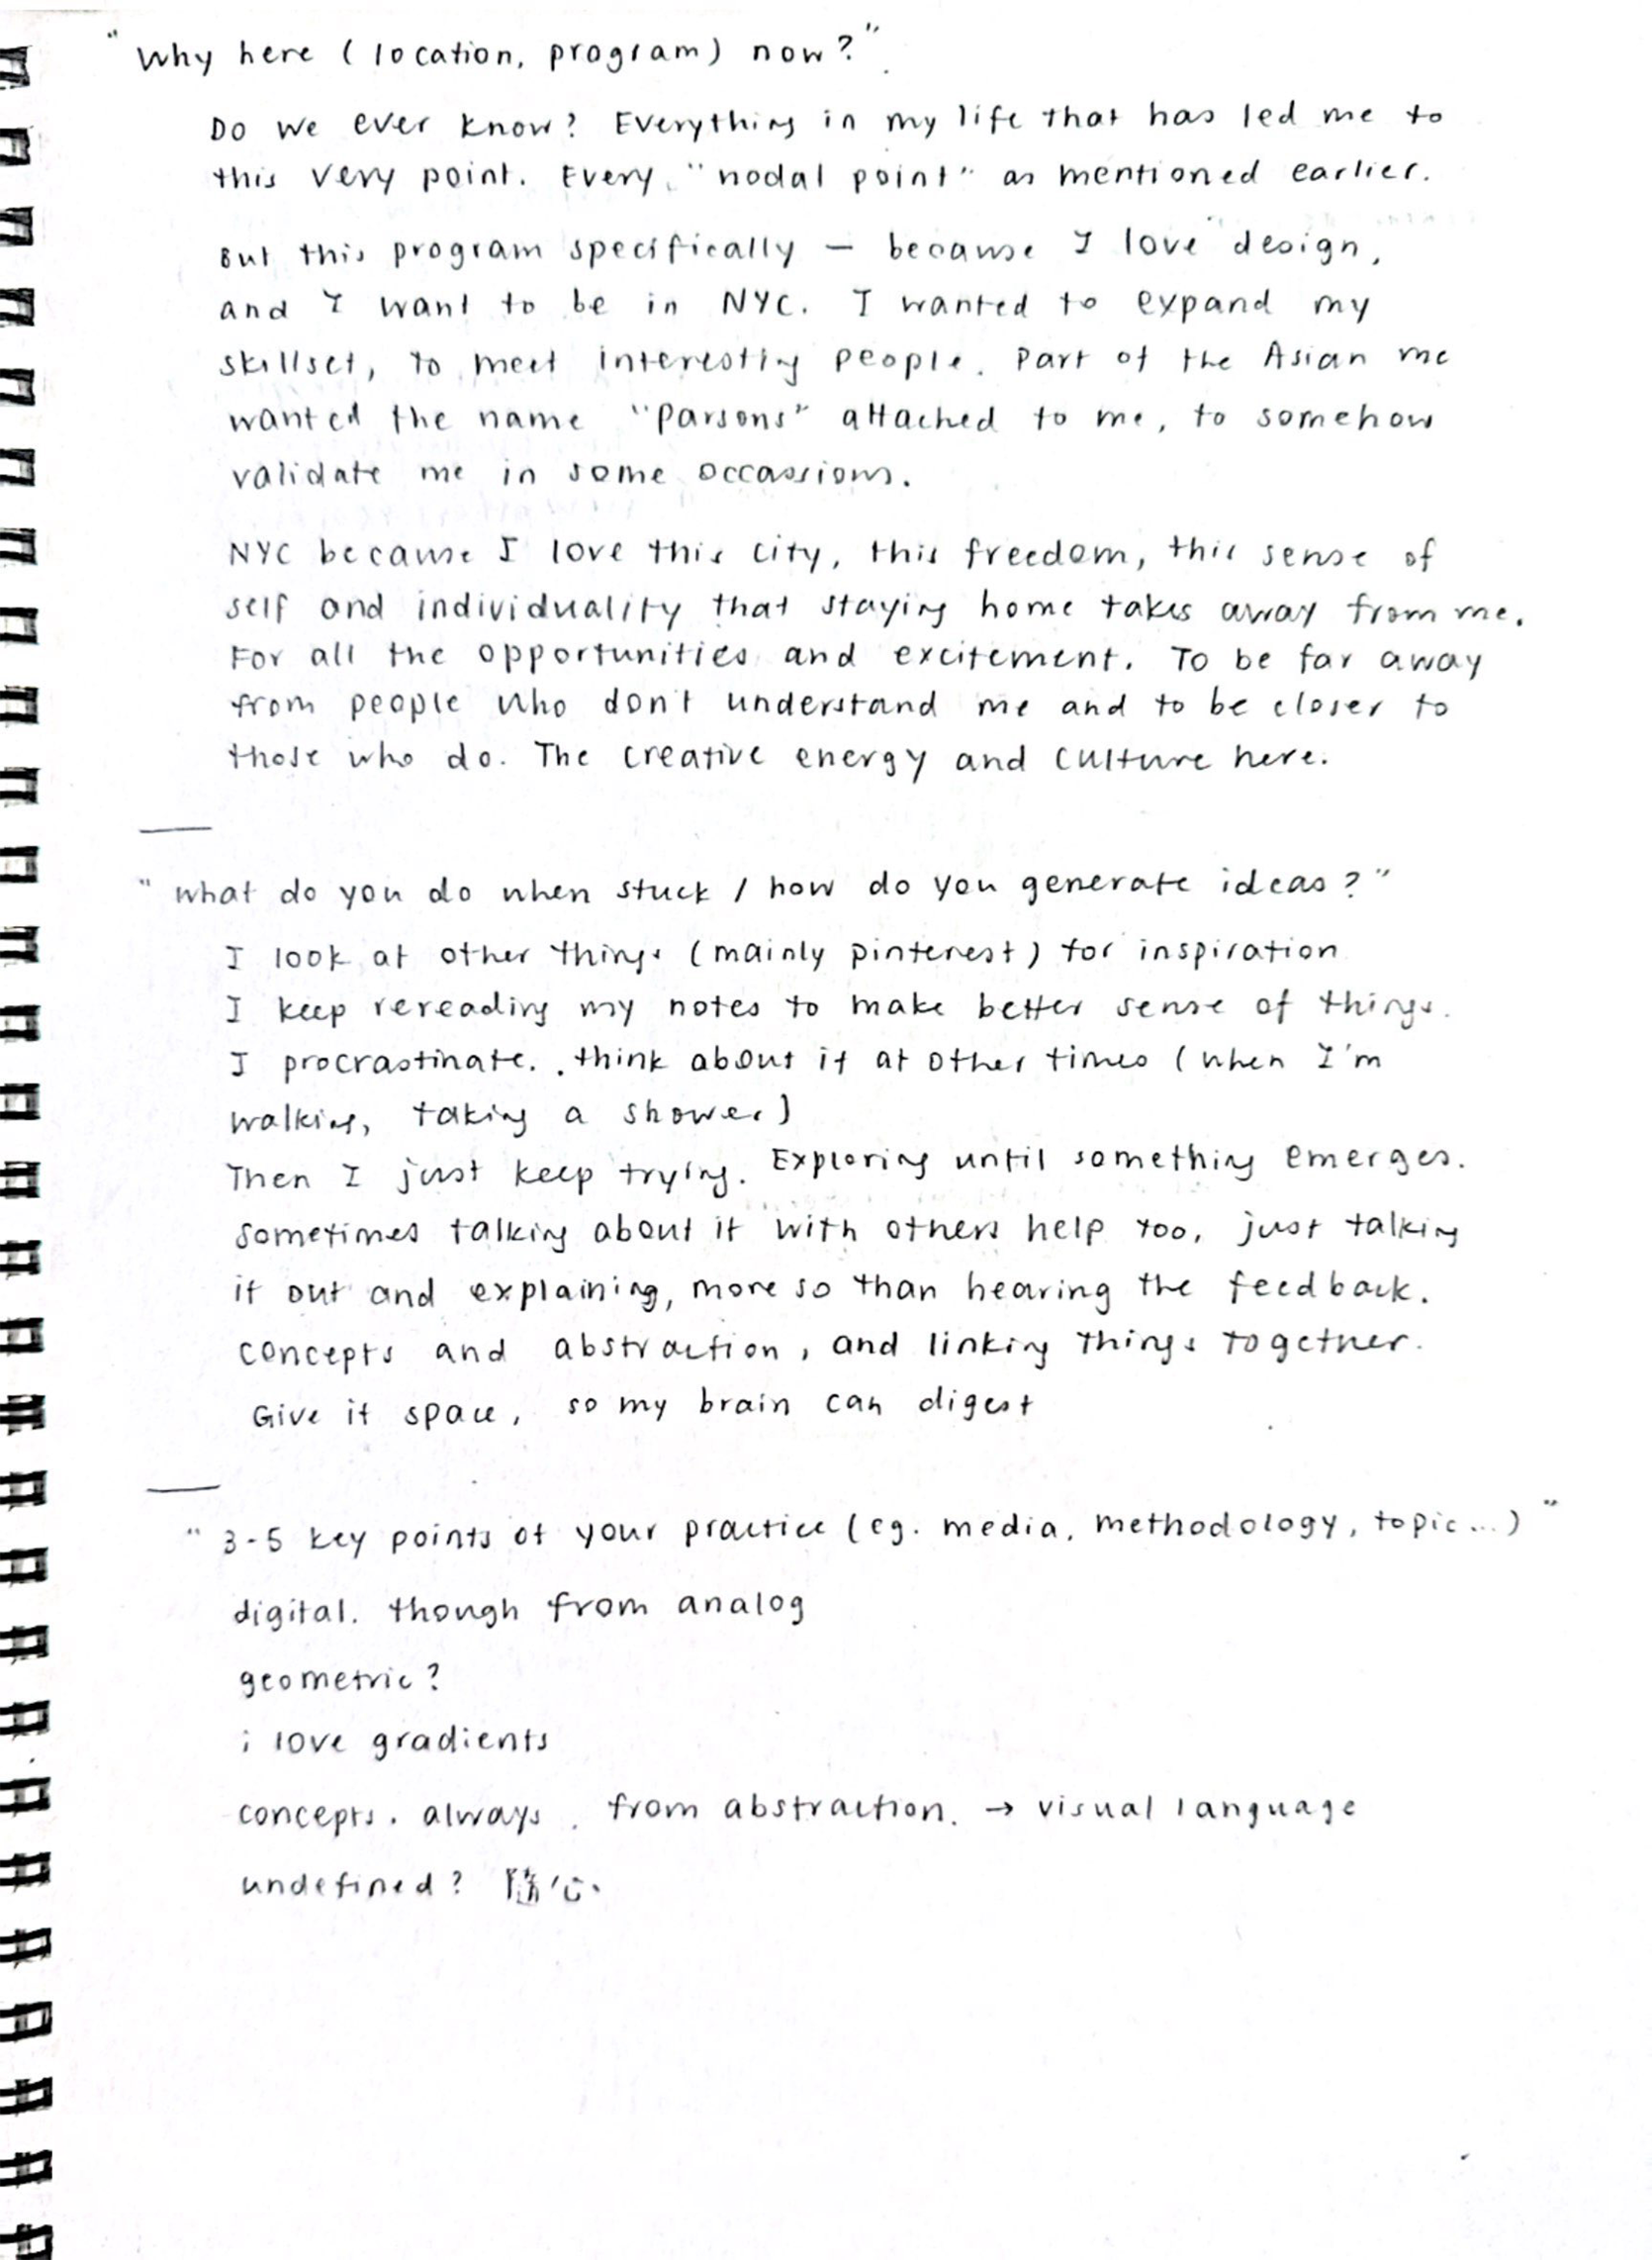 "Why here (location, program) now?"
Do we ever know? Everything in my life that has led me to
this very point. Every "nodal point" as mentioned earlier.
But this program specifically – because I love design,
and I want to be in NYC. I wanted to expand my
skillset, to meet interesting people. Part of the Asian me
wanted the name "Parsons" attached to me, to somehow
validate me in some occassions.
NYC because I love this city, this freedom, this sense of
self and individuality that staying home takes away from me.
For all the opportunities and excitement. To be far away
from people who don't understand me and to be closer to
those who do. The creative energy and culture here.
"what do you do when stuck / how do you generate ideas?"
I look at other things (mainly pinterest) for inspiration
I keep rereading my notes to make better sense of things.
I procrastinate.. think about it at other times (when I'm
walking, taking a shower)
Then I just keep trying. Exploring until something emerges.
Sometimes talking about it with others help too, just talking
it out and explaining, more so than hearing the feedback.
Concepts and abstraction, and linking things together.
Give it space, so my brain can digest
"3-5 key points of your practice (eg. media, methodology, topic...)"
digital. though from analog
geometric?
i love gradients
concepts. always. from abstraction. → visual language
undefined? 隨心